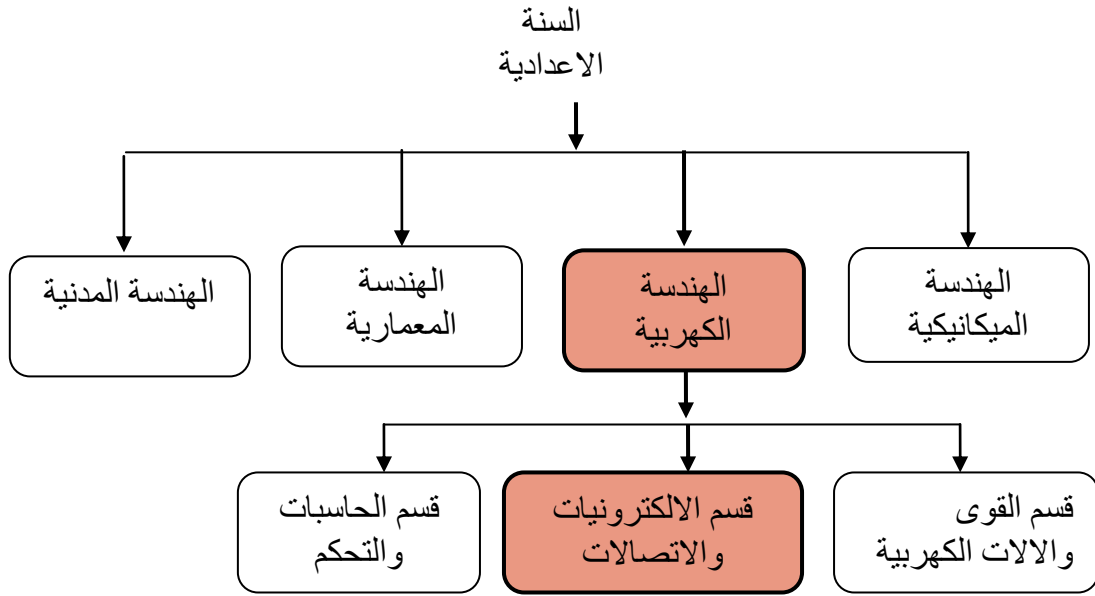 السنة
الاعدادية
الهندسة
الميكانيكية
الهندسة
الكهربية
الهندسة
المعمارية
الهندسة المدنية
قسم القوى
والالات الكهربية
قسم الالكترونيات
والاتصالات
قسم الحاسبات
والتحكم